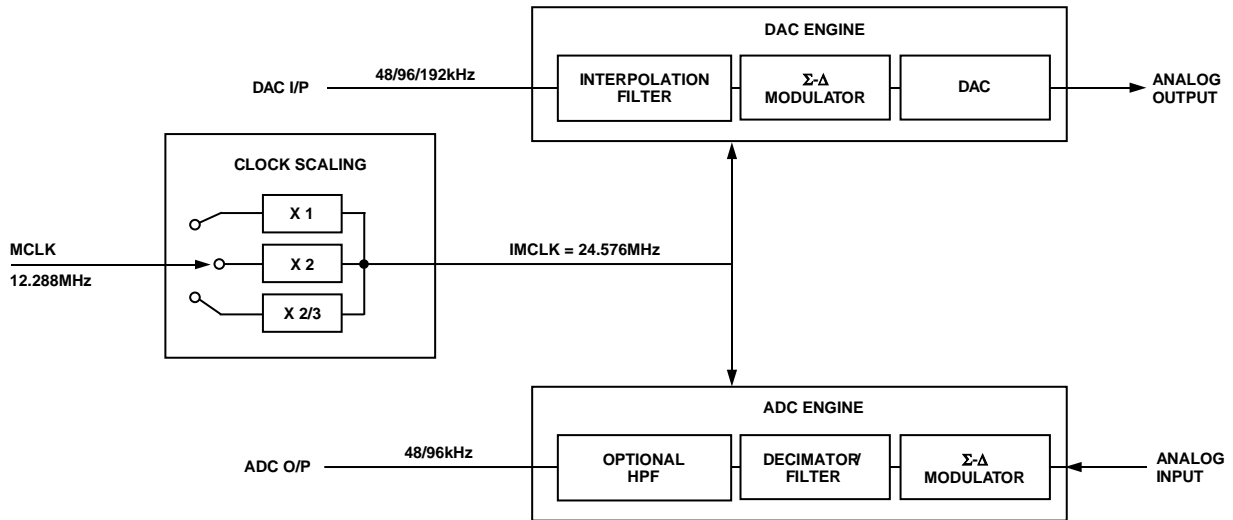 DAC ENGINE
DAC I/P
48/96/192kHz
INTERPOLATION
FILTER
Σ-Δ
MODULATOR
DAC
ANALOG
OUTPUT
CLOCK SCALING
X 1
MCLK
12.288MHz
X 2
IMCLK = 24.576MHz
X 2/3
ADC ENGINE
ADC O/P
48/96kHz
OPTIONAL
HPF
DECIMATOR/
FILTER
Σ-Δ
MODULATOR
ANALOG
INPUT